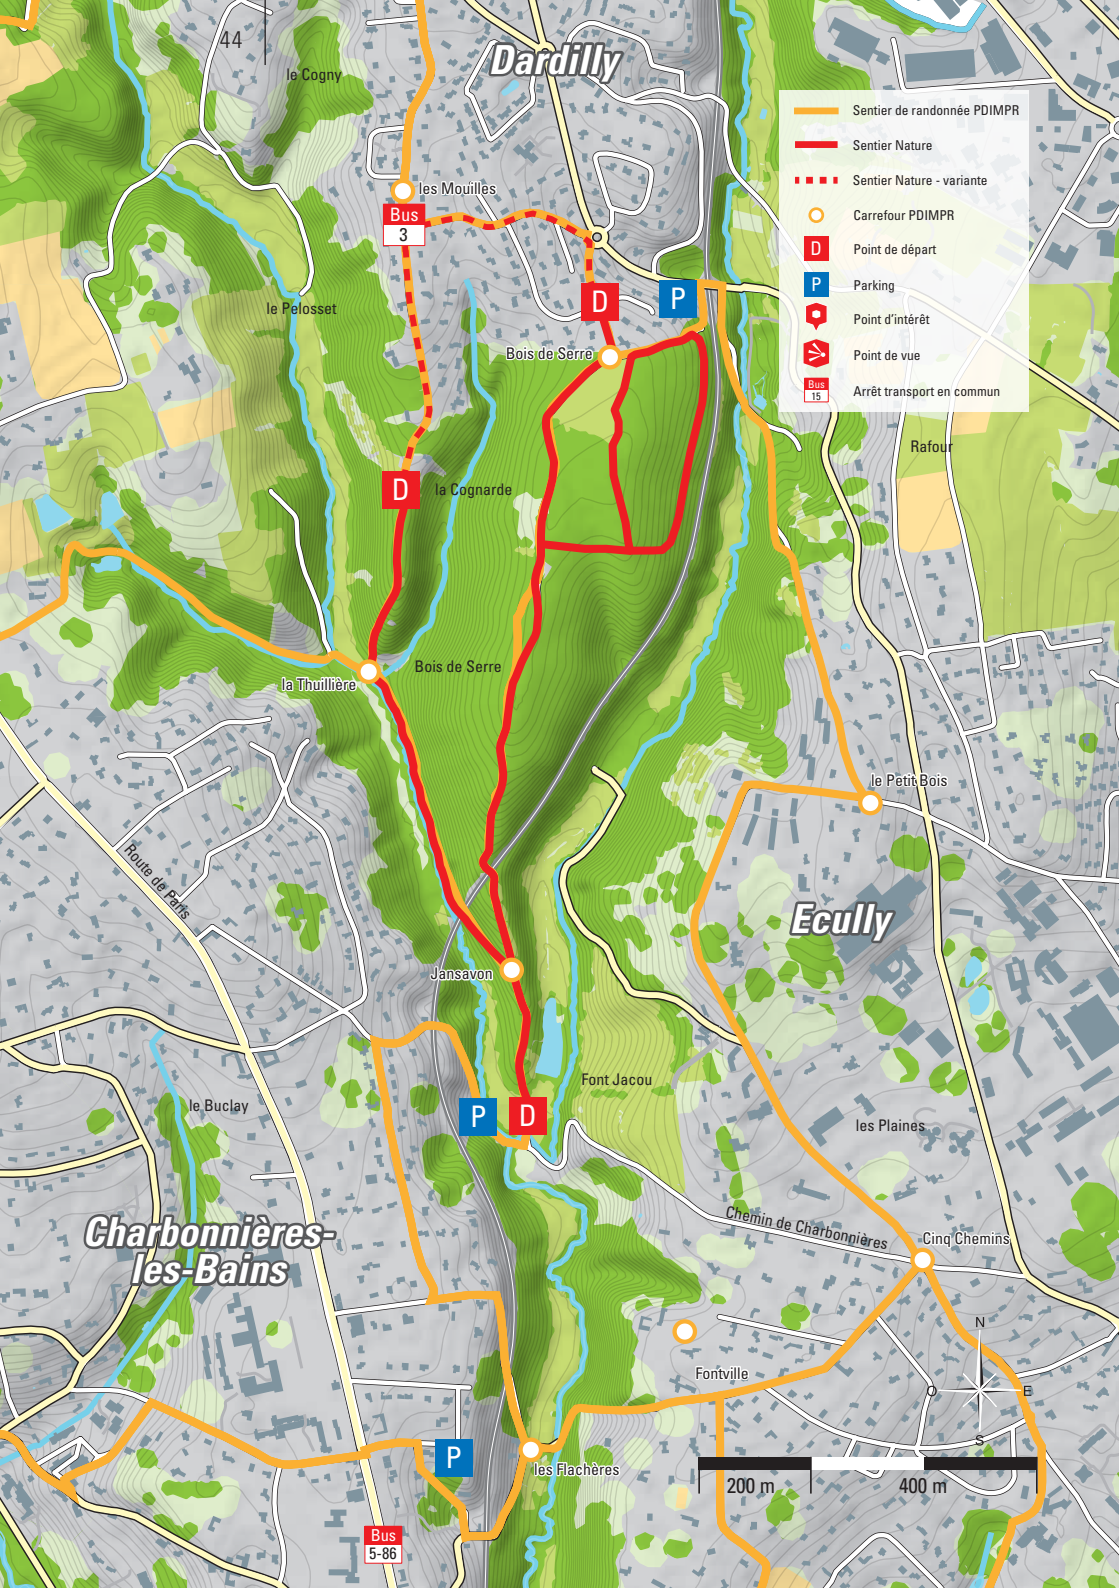 44
le Cogny
Dardilly
Sentier de randonnée PDIMPR
Sentier Nature
Sentier Nature - variante
Carrefour PDIMPR
D
Point de départ
P
Parking
Point d'intérêt
Point de vue
Bus
15
Arrêt transport en commun
les Mouilles
Bus
3
le Pelosset
D
P
Bois de Serre
Rafour
D
la Cognarde
Bois de Serre
la Thuillière
le Petit Bois
Route de Paris
Ecully
Jansavon
Font Jacou
le Buclay
P
D
les Plaines
Chemin de Charbonnières
Cinq Chemins
Charbonnières-
les-Bains
N
O
E
S
Fontville
P
les Flachères
200 m
400 m
Bus
5-86